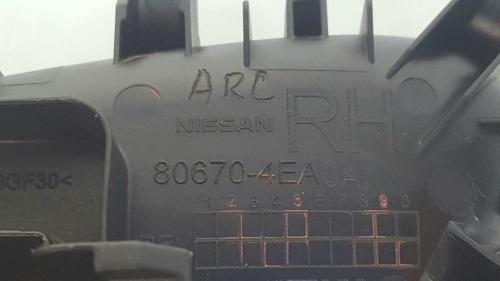 ARC
NISSAN RH
80670-4EA0A
GF30<
1 2 3 4 5 6 7 8 9 0